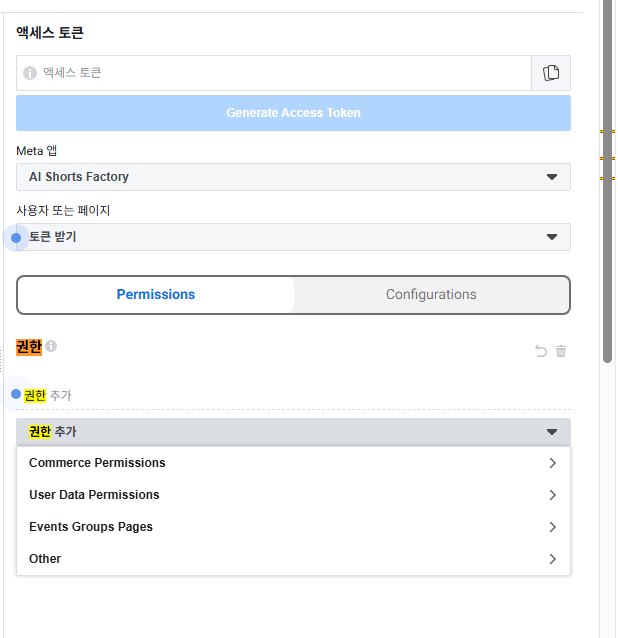 액세스 토큰
액세스 토큰
Generate Access Token
Meta 앱
AI Shorts Factory
사용자 또는 페이지
토큰 받기
Permissions Configurations
권한
권한 추가
권한 추가
Commerce Permissions
User Data Permissions
Events Groups Pages
Other